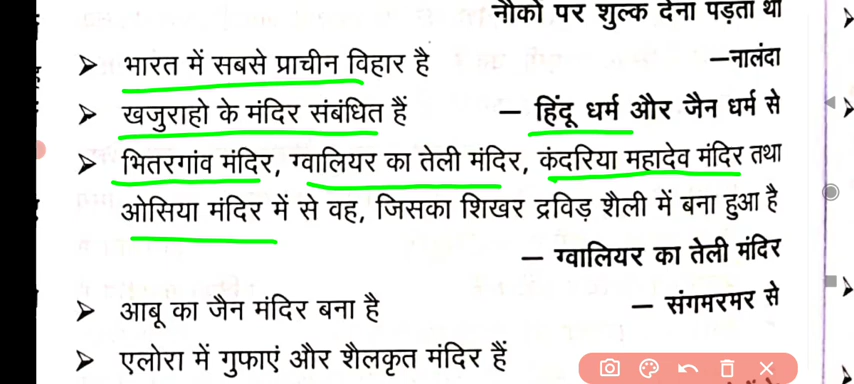 नौकों पर शुल्क देना पड़ता था
➤ भारत में सबसे प्राचीन विहार है —नालंदा
➤ खजुराहो के मंदिर संबंधित हैं — हिंदू धर्म और जैन धर्म से
➤ भितरगांव मंदिर, ग्वालियर का तेली मंदिर, कंदरिया महादेव मंदिर तथा
ओसिया मंदिर में से वह, जिसका शिखर द्रविड़ शैली में बना हुआ है
— ग्वालियर का तेली मंदिर
➤ आबू का जैन मंदिर बना है — संगमरमर से
➤ एलोरा में गुफाएं और शैलकृत मंदिर हैं